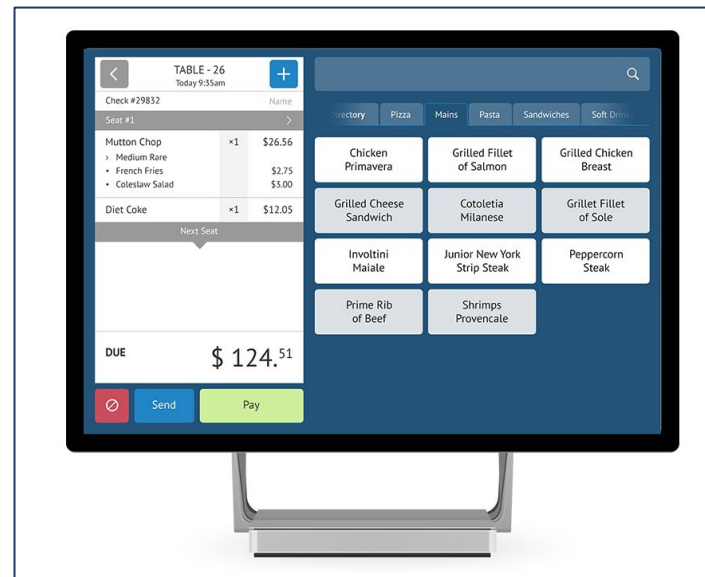 TABLE - 26
Today 9:35am
+
Check #29832 Name
Seat #1 >
Mutton Chop ×1 $26.56
› Medium Rare
• French Fries $2.75
• Coleslaw Salad $3.00
Diet Coke ×1 $12.05
Next Seat
DUE $ 124.51
Send Pay
Directory Pizza Mains Pasta Sandwiches Soft Drin
Chicken
Primavera
Grilled Fillet
of Salmon
Grilled Chicken
Breast
Grilled Cheese
Sandwich
Cotoletia
Milanese
Grillet Fillet
of Sole
Involtini
Maiale
Junior New York
Strip Steak
Peppercorn
Steak
Prime Rib
of Beef
Shrimps
Provencale